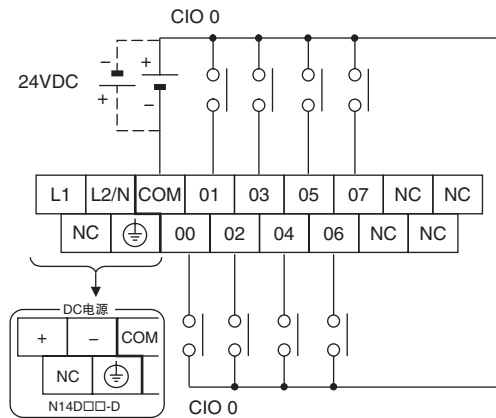 CIO 0
− +
24VDC
+ −
L1 L2/N COM 01 03 05 07 NC NC
NC 00 02 04 06 NC NC
DC电源
+ − COM
NC
N14D□□-D
CIO 0